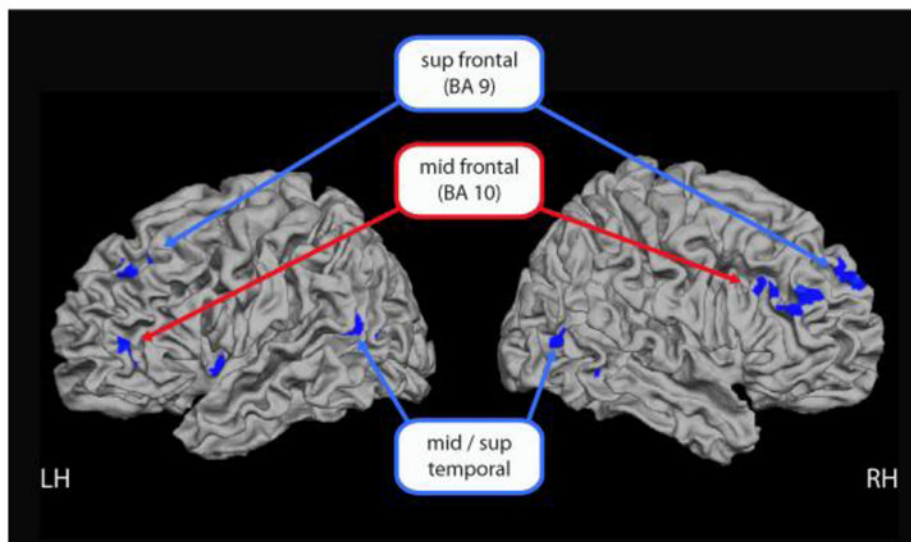 sup frontal
(BA 9)
mid frontal
(BA 10)
mid / sup
temporal
LH
RH